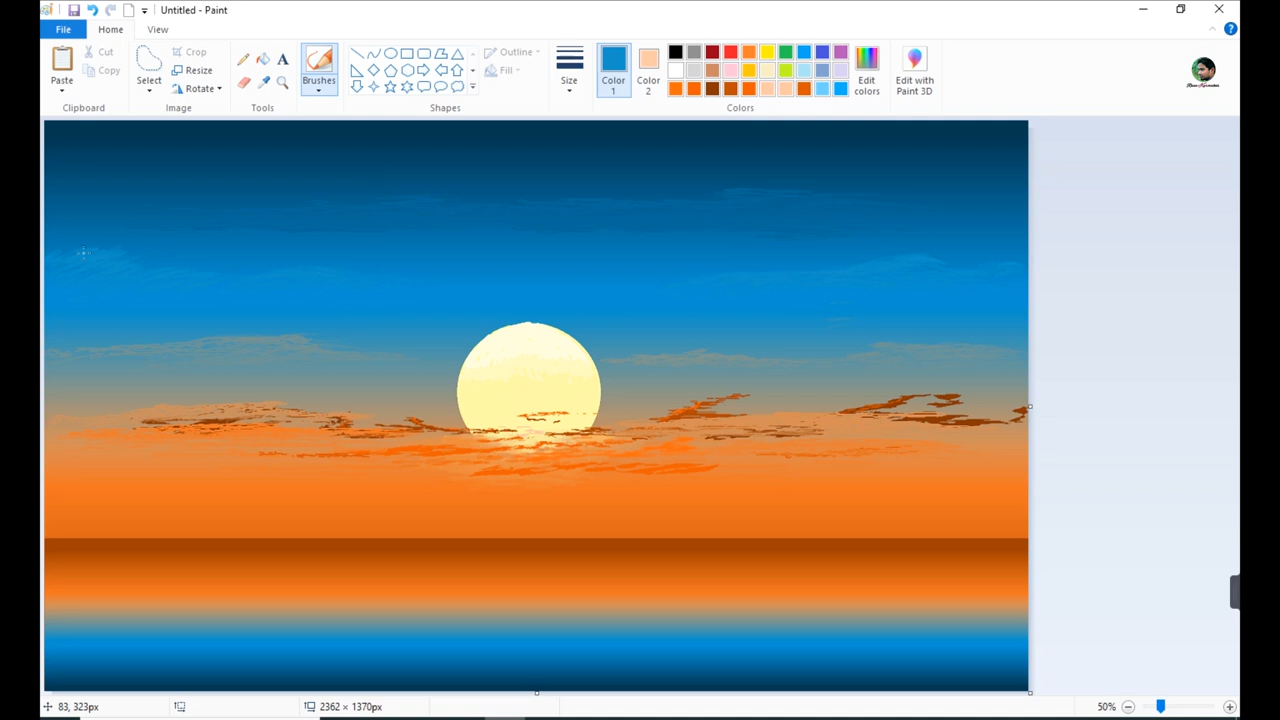 Untitled - Paint
File Home View
Paste Cut Copy
Clipboard
Select Crop Resize Rotate
Image
A
Tools
Brushes
Shapes
Outline Fill
Size
Color 1
Color 2
Edit colors
Colors
Edit with Paint 3D
83, 323px
2362 × 1370px
50%